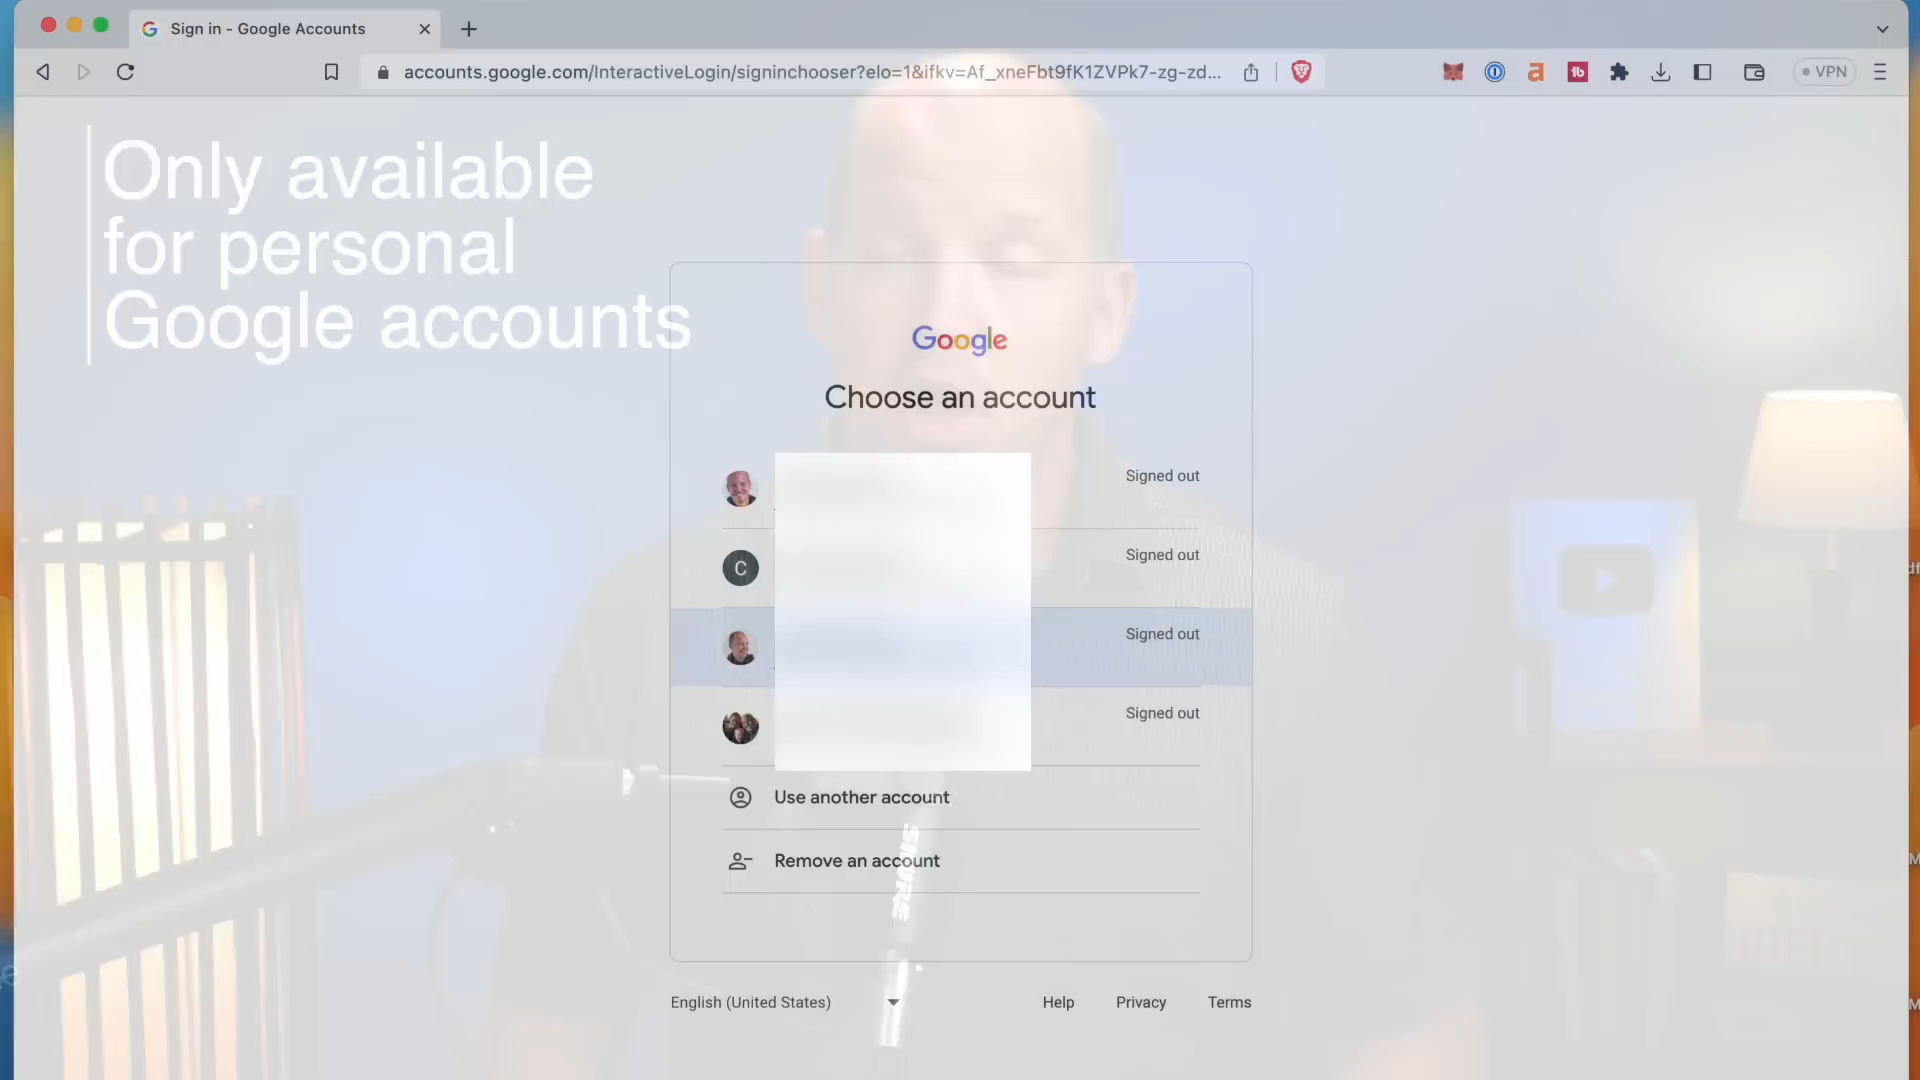 Sign in - Google Accounts
accounts.google.com/InteractiveLogin/signinchooser?elo=1&ifkv=Af_xneFbt9fK1ZVPk7-zg-zd...
VPN
Only available
for personal
Google accounts
Google
Choose an account
Signed out
C
Signed out
Signed out
Signed out
Use another account
Remove an account
SHURE
English (United States)
Help Privacy Terms